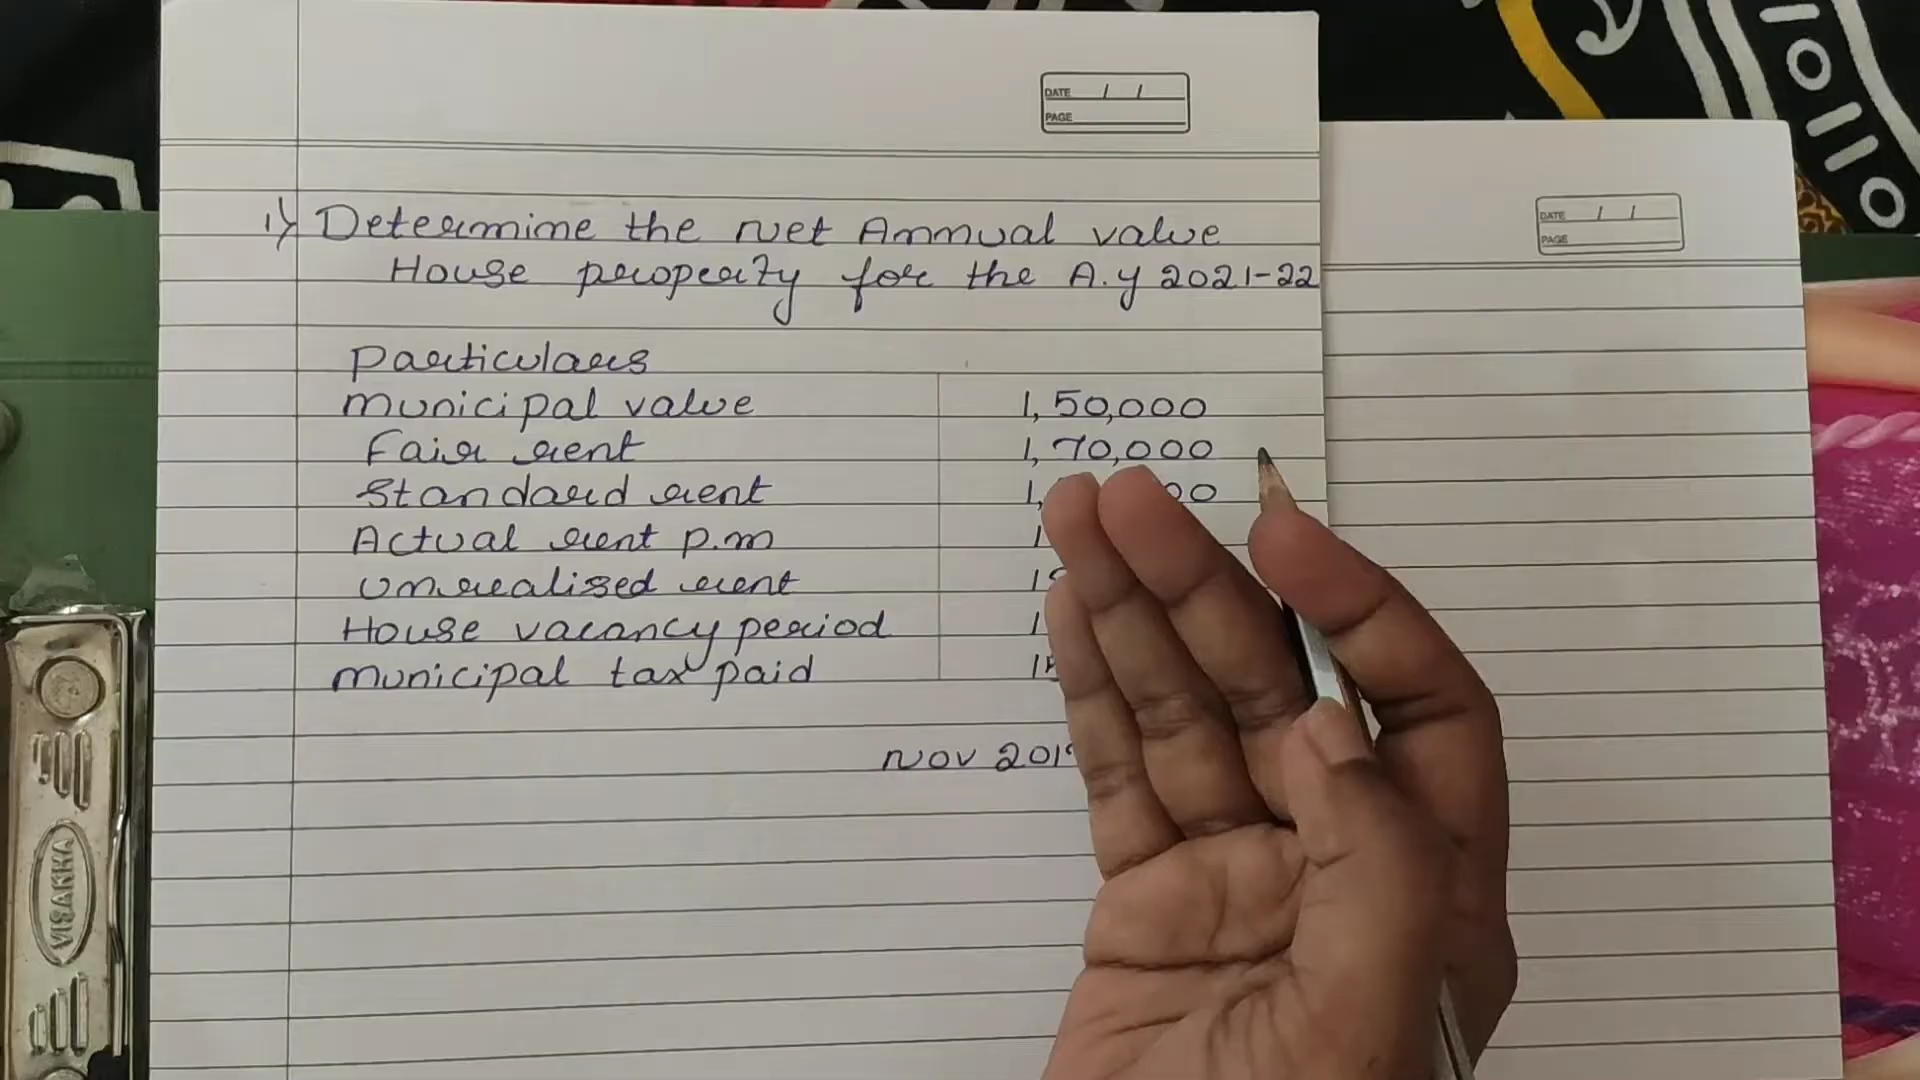 DATE / /
PAGE
DATE / /
PAGE
1) Determine the Net Annual value
House property for the A.y 2021-22
particulars
municipal value 1,50,000
Fair rent 1,70,000
Standard rent
Actual rent p.m
unrealised rent
House vacancy period
municipal tax paid
NOV
VISAKKA